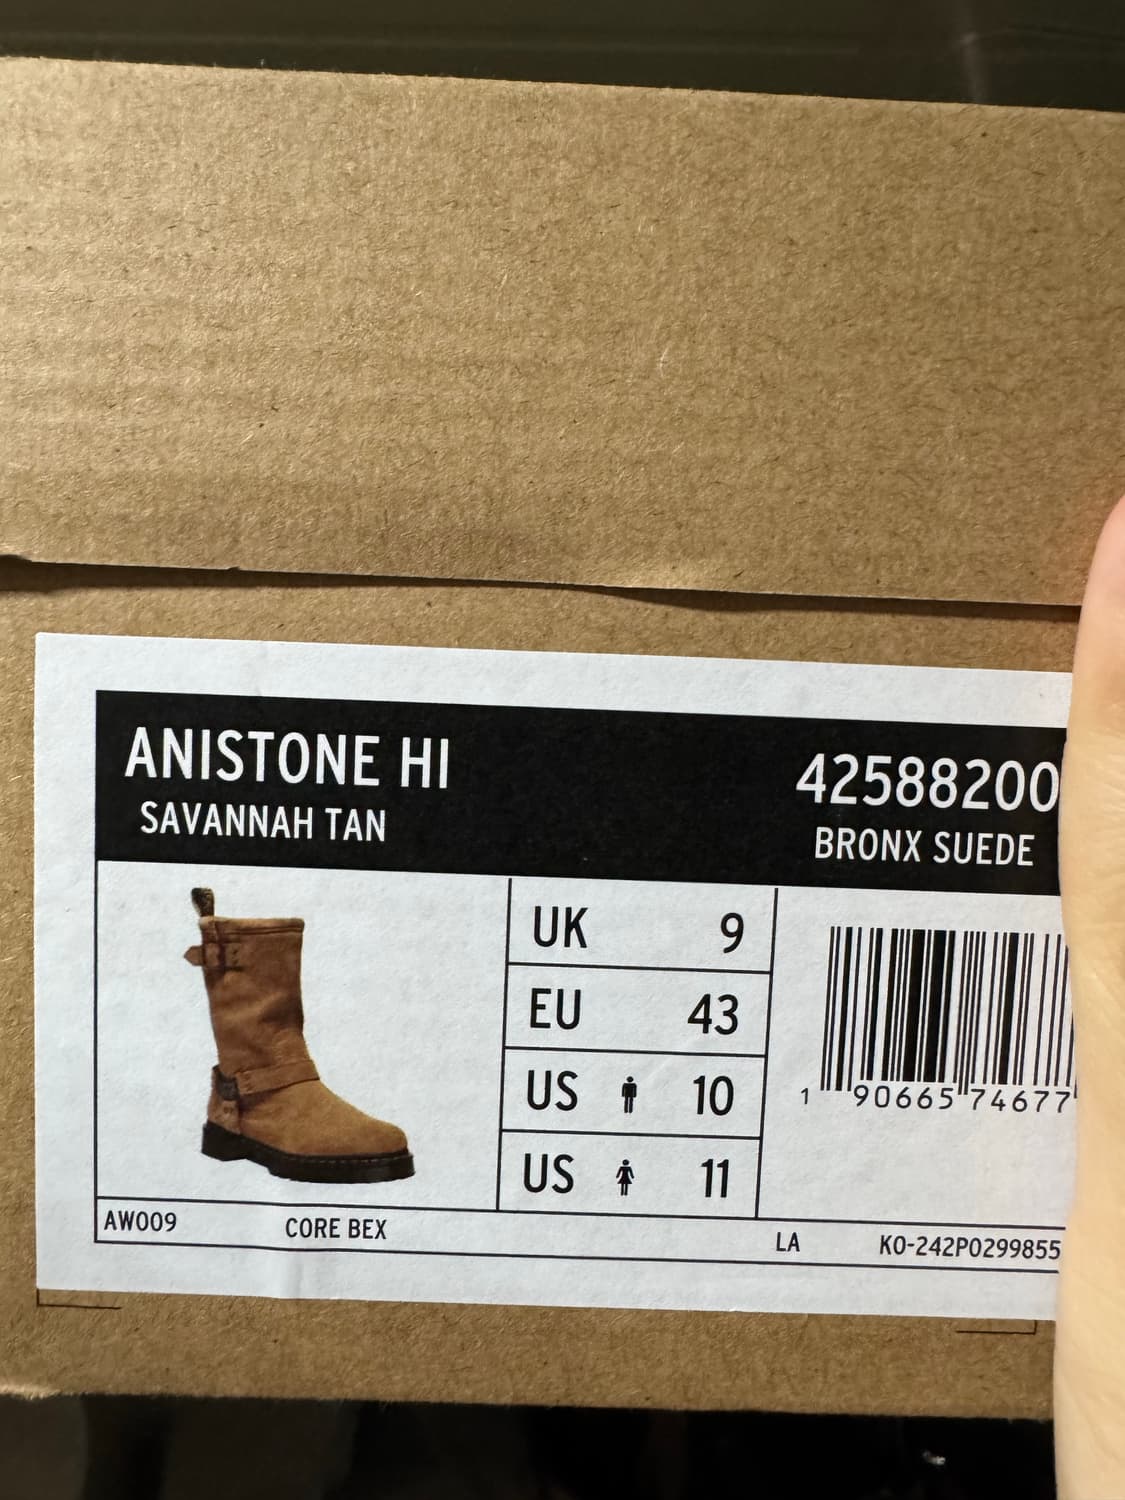 ANISTONE HI
SAVANNAH TAN
42588200
BRONX SUEDE
UK 9
EU 43
US 10
US 11
1 90665 74677
AW009 CORE BEX LA KO-242P0299855